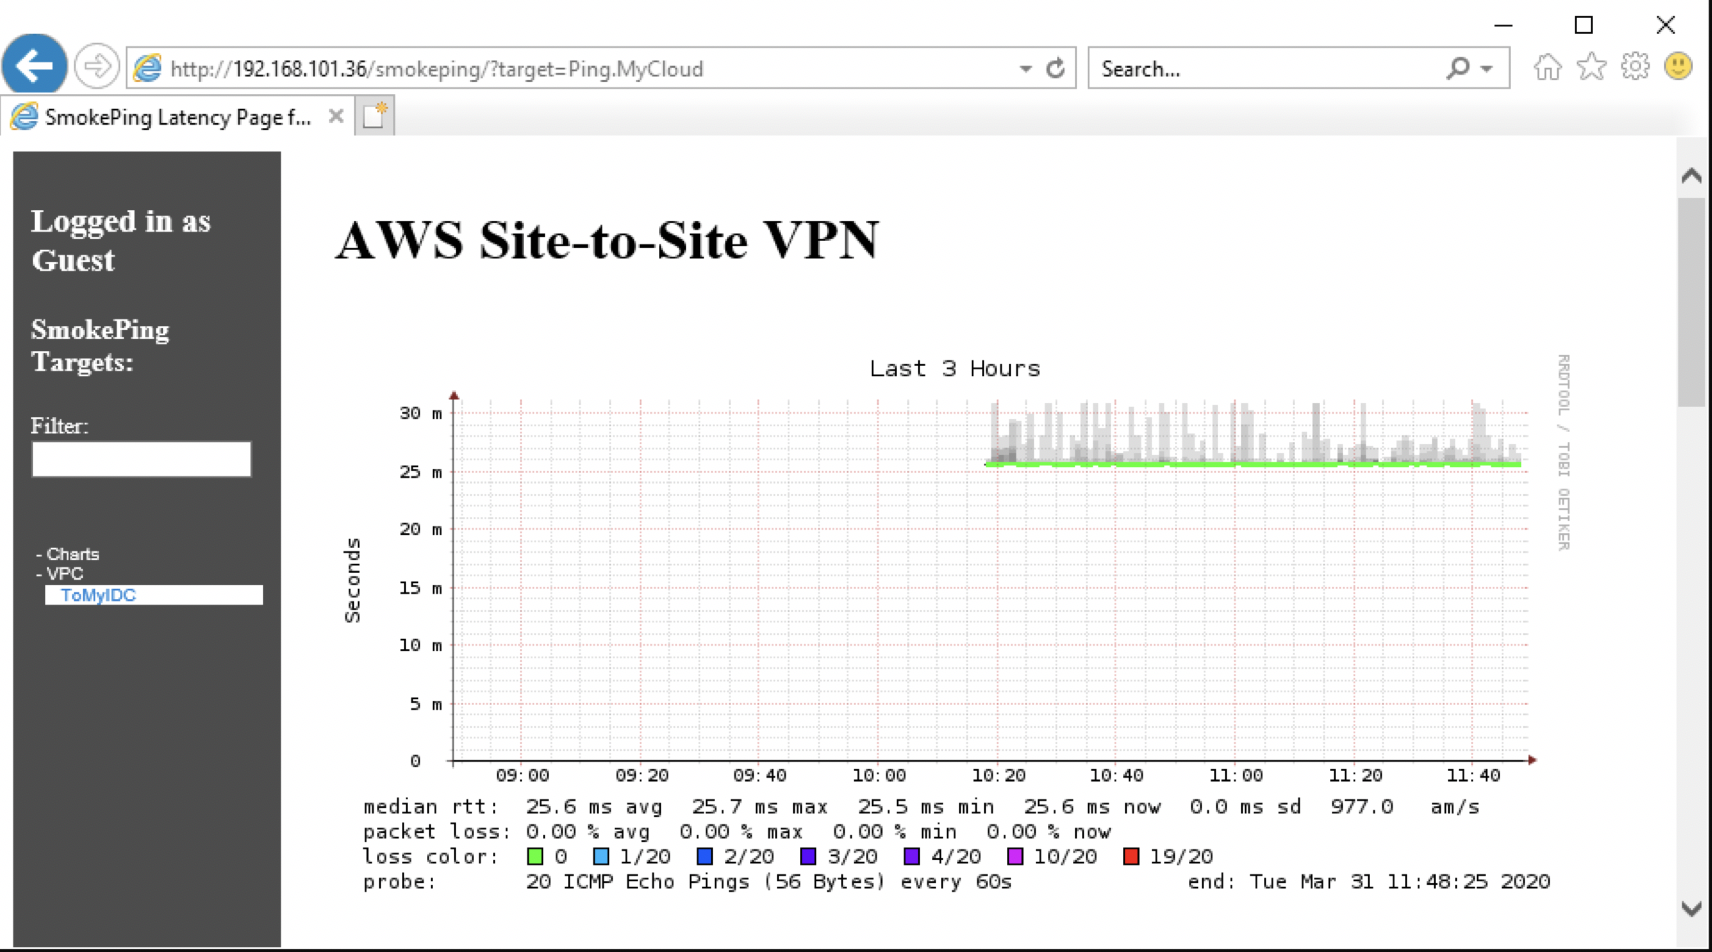 http://192.168.101.36/smokeping/?target=Ping.MyCloud
Search...
SmokePing Latency Page f...
Logged in as
Guest
SmokePing
Targets:
Filter:
- Charts
- VPC
ToMyIDC
AWS Site-to-Site VPN
Last 3 Hours
RRDTOOL / TOBI OETIKER
Seconds
30 m
25 m
20 m
15 m
10 m
5 m
0
09:00 09:20 09:40 10:00 10:20 10:40 11:00 11:20 11:40
median rtt: 25.6 ms avg 25.7 ms max 25.5 ms min 25.6 ms now 0.0 ms sd 977.0 am/s
packet loss: 0.00 % avg 0.00 % max 0.00 % min 0.00 % now
loss color: 0 1/20 2/20 3/20 4/20 10/20 19/20
probe: 20 ICMP Echo Pings (56 Bytes) every 60s end: Tue Mar 31 11:48:25 2020